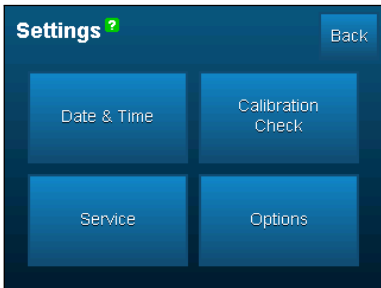 Settings ?
Back
Date & Time
Calibration
Check
Service
Options